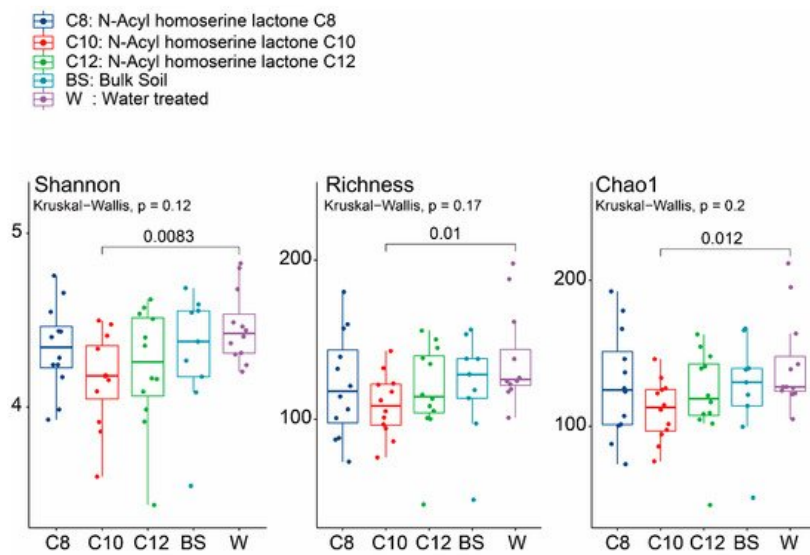 C8: N-Acyl homoserine lactone C8
C10: N-Acyl homoserine lactone C10
C12: N-Acyl homoserine lactone C12
BS: Bulk Soil
W : Water treated
Shannon
Kruskal-Wallis, p = 0.12
0.0083
5
4
C8 C10 C12 BS W
Richness
Kruskal-Wallis, p = 0.17
0.01
200
100
C8 C10 C12 BS W
Chao1
Kruskal-Wallis, p = 0.2
0.012
200
100
C8 C10 C12 BS W